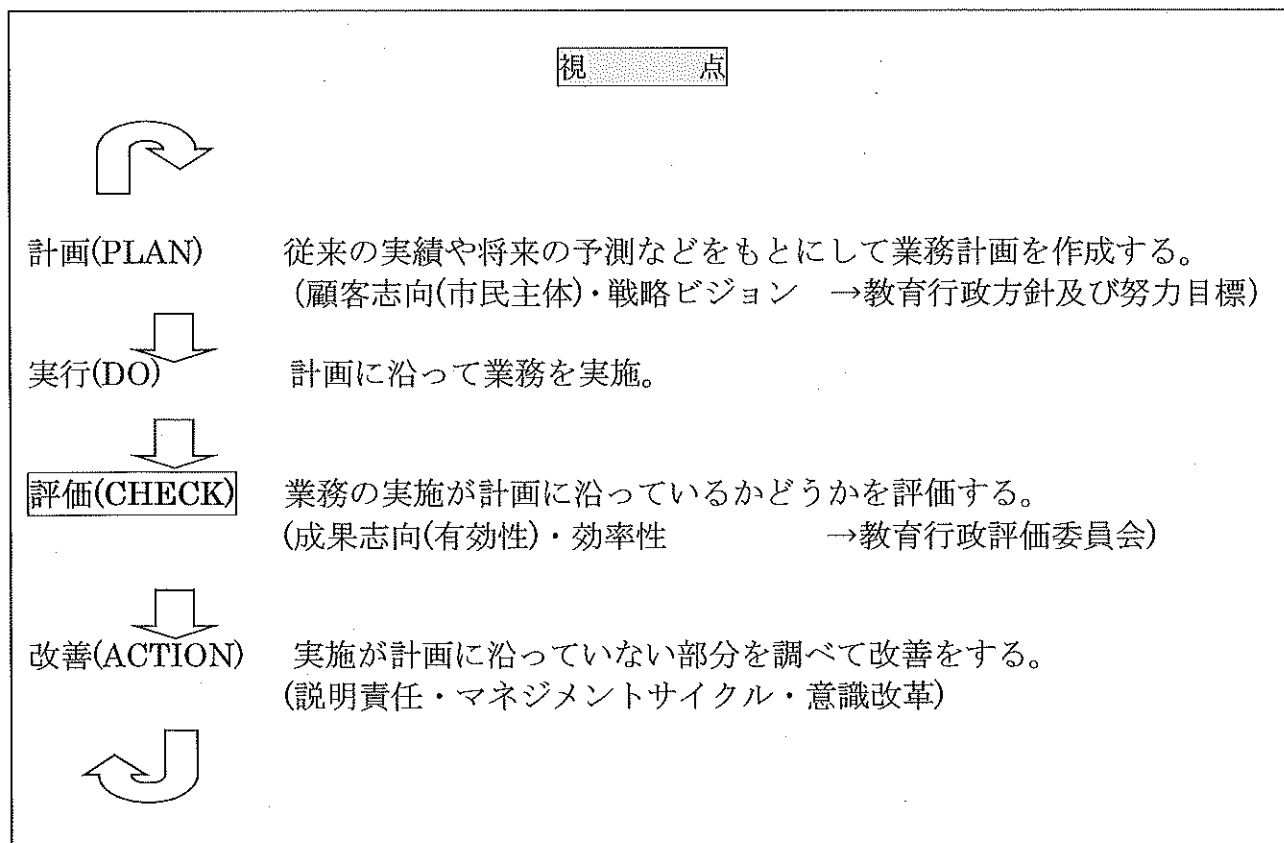 視　　　点
計画(PLAN)　従来の実績や将来の予測などをもとにして業務計画を作成する。
(顧客志向(市民主体)・戦略ビジョン　→教育行政方針及び努力目標)
実行(DO)　計画に沿って業務を実施。
評価(CHECK)　業務の実施が計画に沿っているかどうかを評価する。
(成果志向(有効性)・効率性　→教育行政評価委員会)
改善(ACTION)　実施が計画に沿っていない部分を調べて改善をする。
(説明責任・マネジメントサイクル・意識改革)